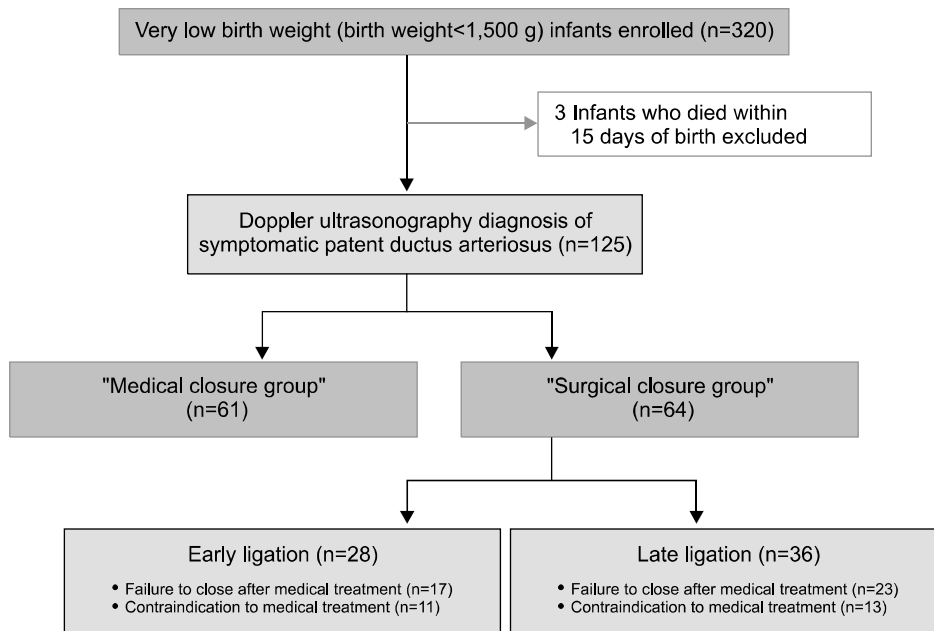 Very low birth weight (birth weight<1,500 g) infants enrolled (n=320)
3 Infants who died within
15 days of birth excluded
Doppler ultrasonography diagnosis of
symptomatic patent ductus arteriosus (n=125)
"Medical closure group"
(n=61)
"Surgical closure group"
(n=64)
Early ligation (n=28)
• Failure to close after medical treatment (n=17)
• Contraindication to medical treatment (n=11)
Late ligation (n=36)
• Failure to close after medical treatment (n=23)
• Contraindication to medical treatment (n=13)